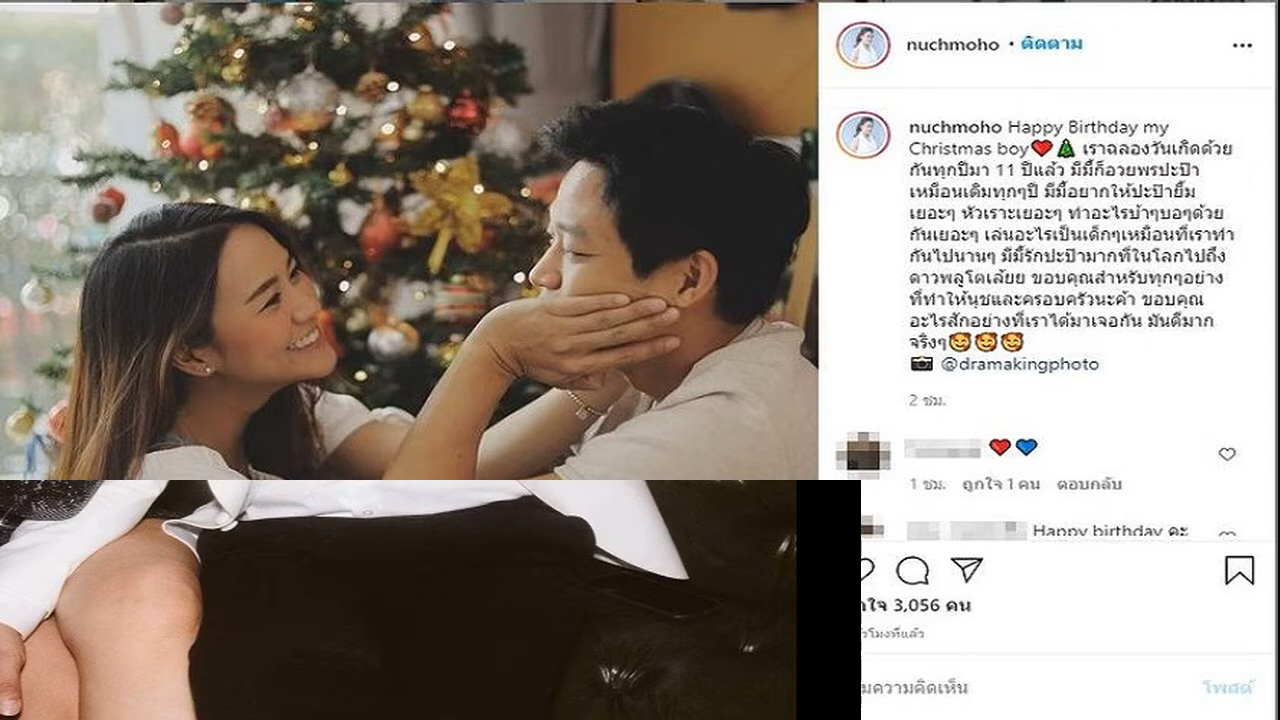 nuchmoho • ติดตาม
nuchmoho Happy Birthday my
Christmas boy❤️🎄 เราฉลองวันเกิดด้วย
กันทุกปีมา 11 ปีแล้ว มีมี้ก็อวยพรปะป๊า
เหมือนเดิมทุกๆปี มีมี้อยากให้ปะป๊ายิ้ม
เยอะๆ หัวเราะเยอะๆ ทำอะไรบ้าๆบอๆด้วย
กันเยอะๆ เล่นอะไรเป็นเด็กๆเหมือนที่เราทำ
กันไปนานๆ มีมี้รักปะป๊ามากที่ในโลกไปถึง
ดาวพลูโตเล้ยย ขอบคุณสำหรับทุกๆอย่าง
ที่ทำให้นุชและครอบครัวนะค้า ขอบคุณ
อะไรสักอย่างที่เราได้มาเจอกัน มันดีมาก
จริงๆ🥰🥰🥰
📷 @dramakingphoto
2 ชม.
❤️💙
1 ชม. ถูกใจ 1 คน ตอบกลับ
Happy birthday คะ
ใจ 3,056 คน
โมงที่แล้ว
มความคิดเห็น โพสต์